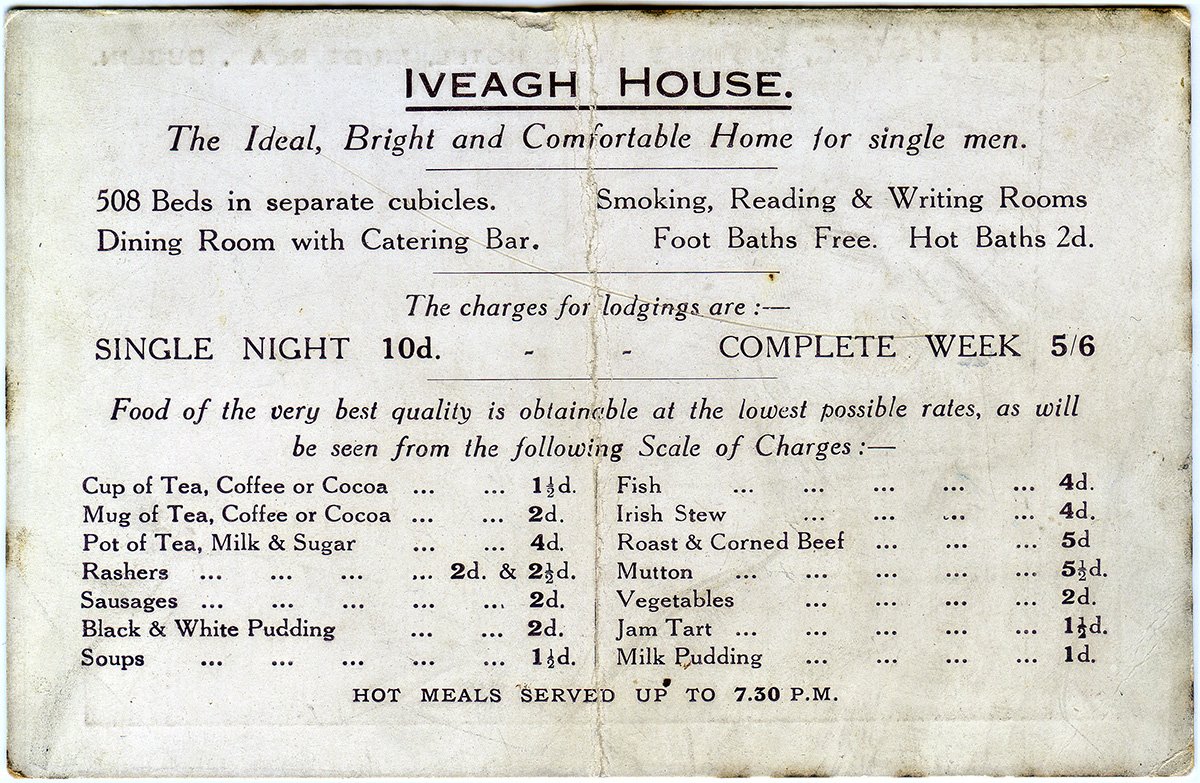 IVEAGH HOUSE.
The Ideal, Bright and Comfortable Home for single men.
508 Beds in separate cubicles. Smoking, Reading & Writing Rooms
Dining Room with Catering Bar. Foot Baths Free. Hot Baths 2d.
The charges for lodgings are :—
SINGLE NIGHT 10d. - - COMPLETE WEEK 5/6
Food of the very best quality is obtainable at the lowest possible rates, as will
be seen from the following Scale of Charges :—
Cup of Tea, Coffee or Cocoa ... ... 1½d.
Mug of Tea, Coffee or Cocoa ... ... 2d.
Pot of Tea, Milk & Sugar ... ... 4d.
Rashers ... ... ... ... 2d. & 2½d.
Sausages ... ... ... ... ... 2d.
Black & White Pudding ... ... 2d.
Soups ... ... ... ... ... 1½d.
Fish ... ... ... ... ... 4d.
Irish Stew ... ... ... ... 4d.
Roast & Corned Beef ... ... ... 5d
Mutton ... ... ... ... ... 5½d.
Vegetables ... ... ... ... 2d.
Jam Tart ... ... ... ... ... 1½d.
Milk Pudding ... ... ... ... 1d.
HOT MEALS SERVED UP TO 7.30 P.M.